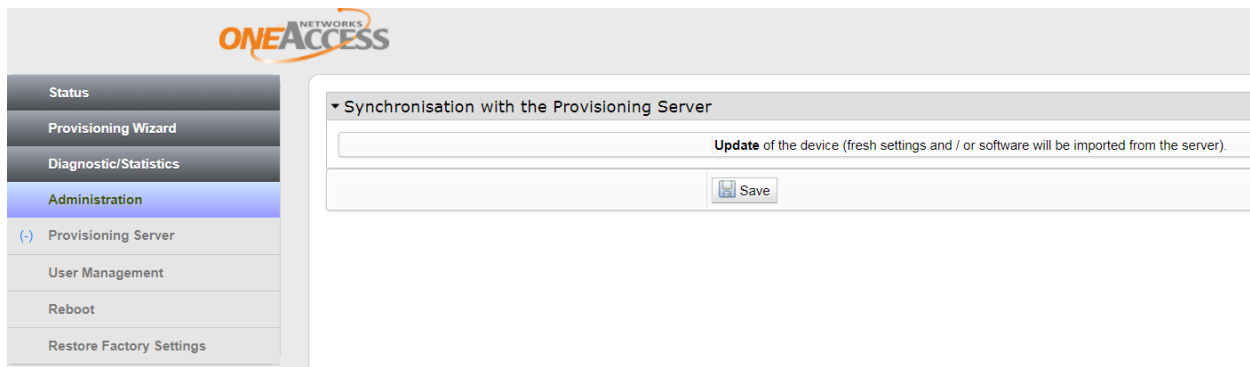 NETWORKS
ONEACCESS
Status
Provisioning Wizard
Diagnostic/Statistics
Administration
(-) Provisioning Server
User Management
Reboot
Restore Factory Settings
Synchronisation with the Provisioning Server
Update of the device (fresh settings and / or software will be imported from the server).
Save